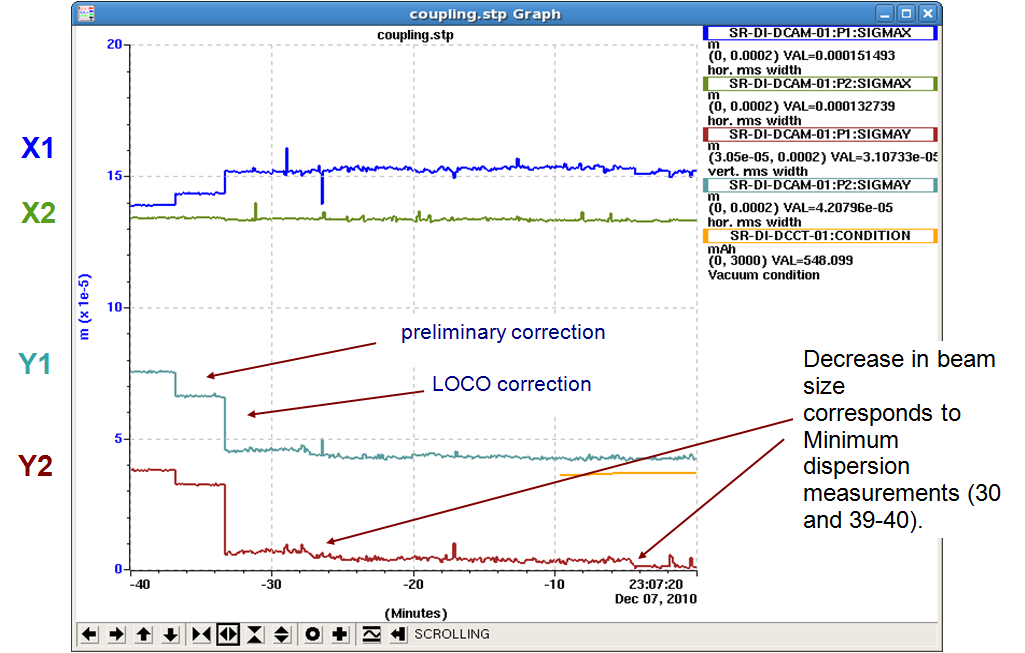 coupling.stp Graph
coupling.stp
20
15
10
5
0
m (x 1e-5)
-40
-30
-20
-10
23:07:20
Dec 07, 2010
(Minutes)
SR-DI-DCAM-01:P1:SIGMAX
m
(0, 0.0002) VAL=0.000151493
hor. rms width
SR-DI-DCAM-01:P2:SIGMAX
m
(0, 0.0002) VAL=0.000132739
hor. rms width
SR-DI-DCAM-01:P1:SIGMAY
m
(3.05e-05, 0.0002) VAL=3.10733e-05
vert. rms width
SR-DI-DCAM-01:P2:SIGMAY
m
(0, 0.0002) VAL=4.20796e-05
hor. rms width
SR-DI-DCCT-01:CONDITION
mAh
(0, 3000) VAL=548.099
Vacuum condition
X1
X2
Y1
Y2
preliminary correction
LOCO correction
Decrease in beam
size
corresponds to
Minimum
dispersion
measurements (30
and 39-40).
SCROLLING